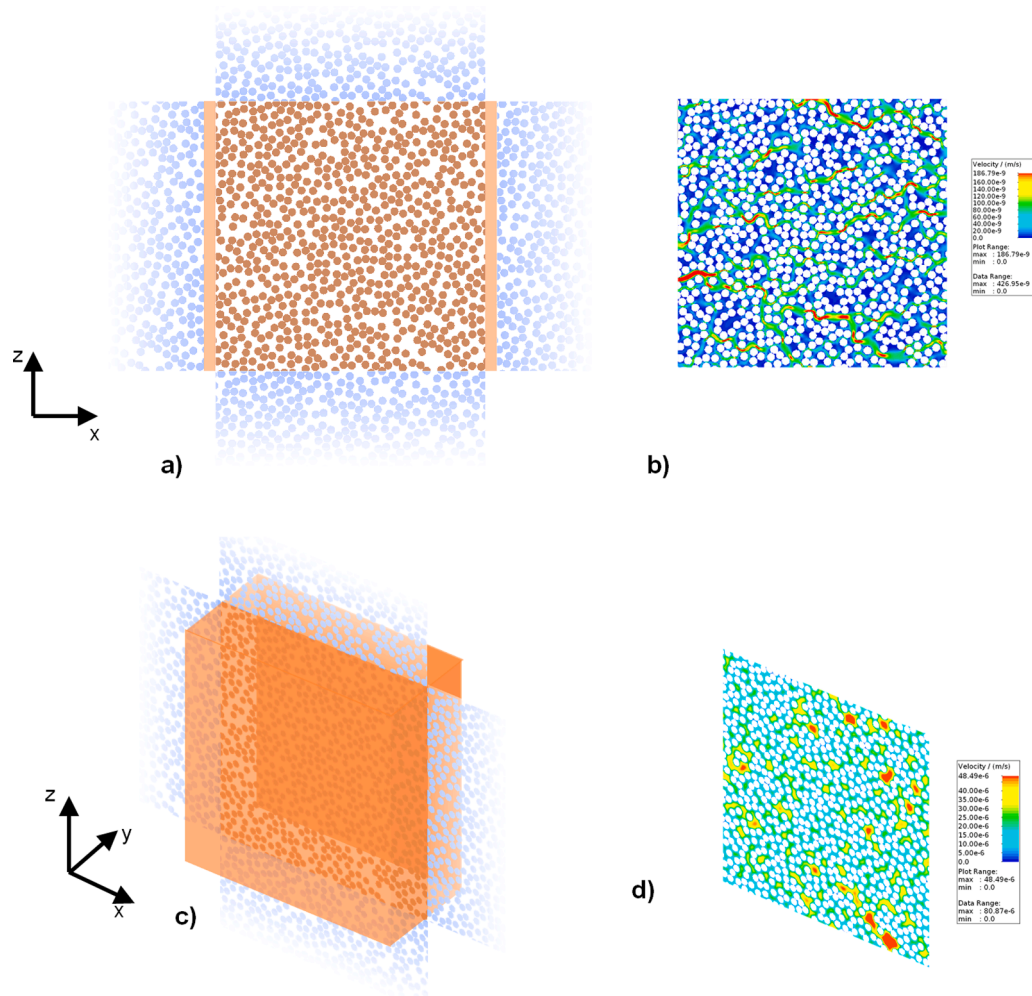 Velocity / (m/s)
186.79e-9
160.00e-9
140.00e-9
120.00e-9
100.00e-9
80.00e-9
60.00e-9
40.00e-9
20.00e-9
0.0
Plot Range:
max : 186.79e-9
min : 0.0
Data Range:
max : 426.95e-9
min : 0.0
z
x
a)
b)
Velocity / (m/s)
48.49e-6
40.00e-6
35.00e-6
30.00e-6
25.00e-6
20.00e-6
15.00e-6
10.00e-6
5.00e-6
0.0
Plot Range:
max : 48.49e-6
min : 0.0
Data Range:
max : 80.87e-6
min : 0.0
z
y
x
c)
d)